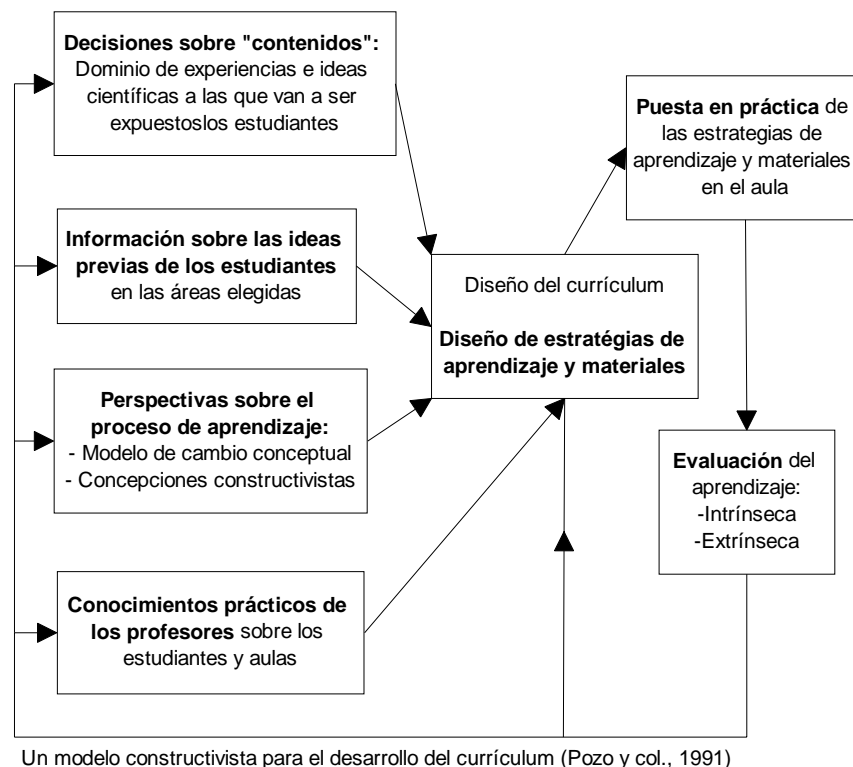 Decisiones sobre "contenidos":
Dominio de experiencias e ideas
científicas a las que van a ser
expuestoslos estudiantes
Información sobre las ideas
previas de los estudiantes
en las áreas elegidas
Perspectivas sobre el
proceso de aprendizaje:
- Modelo de cambio conceptual
- Concepciones constructivistas
Conocimientos prácticos de
los profesores sobre los
estudiantes y aulas
Diseño del currículum
Diseño de estratégias de
aprendizaje y materiales
Puesta en práctica de
las estrategias de
aprendizaje y materiales
en el aula
Evaluación del
aprendizaje:
-Intrínseca
-Extrínseca
Un modelo constructivista para el desarrollo del currículum (Pozo y col., 1991)